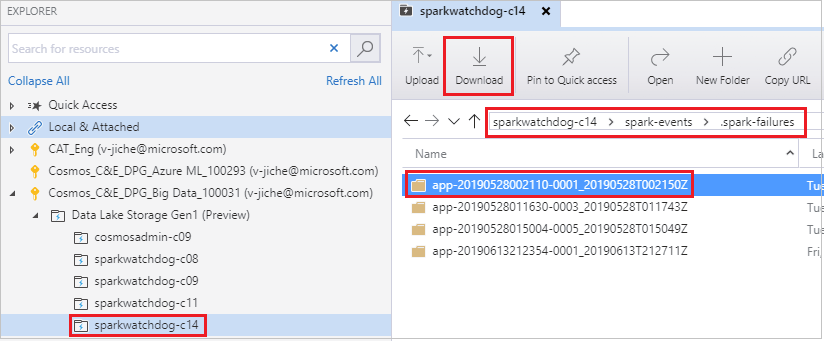 EXPLORER
Search for resources
Collapse All
Refresh All
Quick Access
Local & Attached
CAT_Eng (v-jiche@microsoft.com)
Cosmos_C&E_DPG_Azure ML_100293 (v-jiche@microsoft.com)
Cosmos_C&E_DPG_Big Data_100031 (v-jiche@microsoft.com)
Data Lake Storage Gen1 (Preview)
cosmosadmin-c09
sparkwatchdog-c08
sparkwatchdog-c09
sparkwatchdog-c11
sparkwatchdog-c14
sparkwatchdog-c14
Upload
Download
Pin to Quick access
Open
New Folder
Copy URL
sparkwatchdog-c14 spark-events .spark-failures
Name
app-20190528002110-0001_20190528T002150Z Tue
app-20190528011630-0003_20190528T011743Z Tue
app-20190528015004-0005_20190528T015049Z Tue
app-20190613212354-0001_20190613T212711Z Fri,